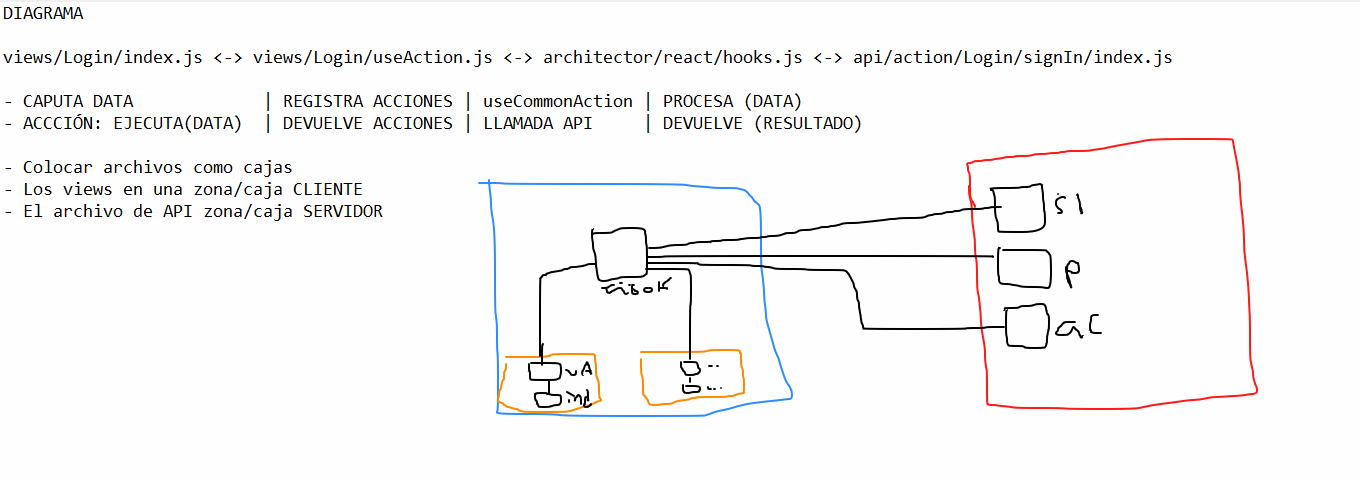 DIAGRAMA
views/Login/index.js <-> views/Login/useAction.js <-> architector/react/hooks.js <-> api/action/Login/signIn/index.js
- CAPUTA DATA | REGISTRA ACCIONES | useCommonAction | PROCESA (DATA)
- ACCCIÓN: EJECUTA(DATA) | DEVUELVE ACCIONES | LLAMADA API | DEVUELVE (RESULTADO)
- Colocar archivos como cajas
- Los views en una zona/caja CLIENTE
- El archivo de API zona/caja SERVIDOR
SI
P
ac
uA
ind
..
...